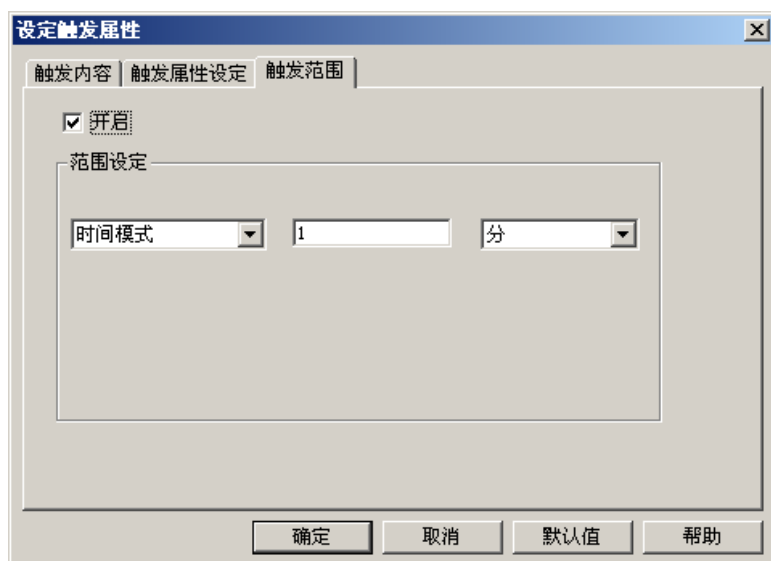 设定触发属性
触发内容 触发属性设定 触发范围
开启
范围设定
时间模式 1 分
确定 取消 默认值 帮助